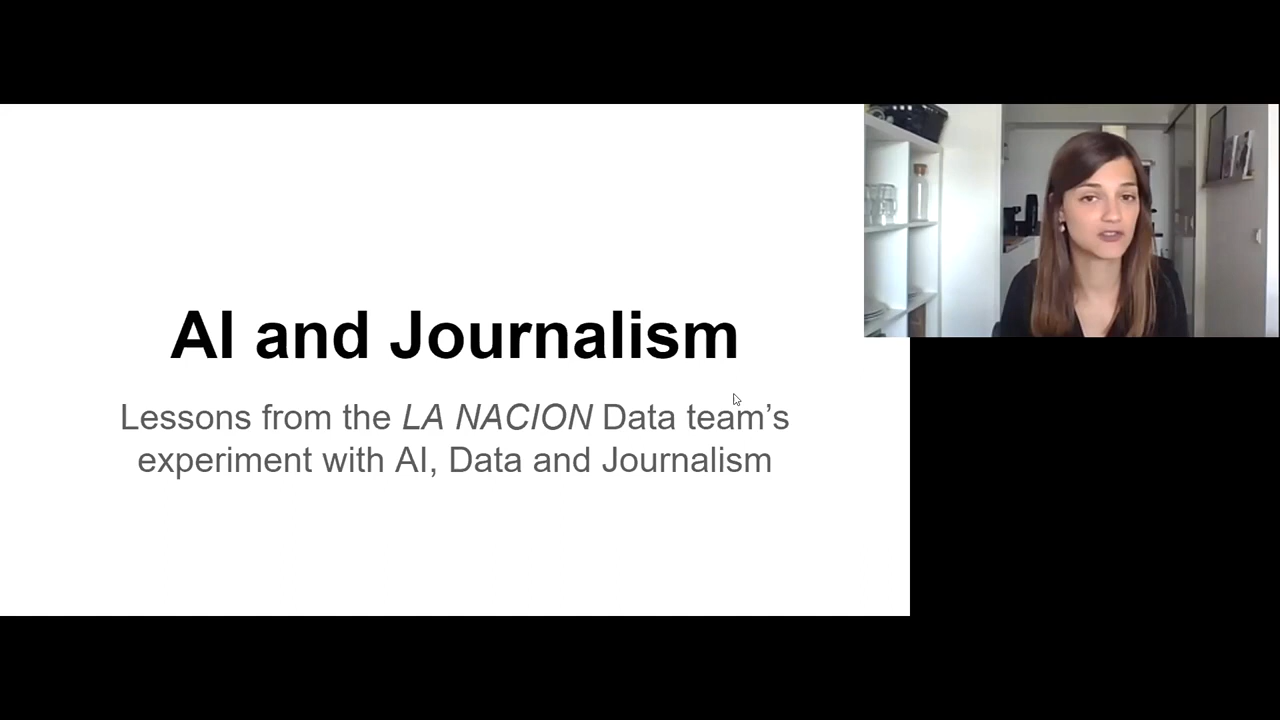 AI and Journalism
Lessons from the LA NACION Data team’s
experiment with AI, Data and Journalism